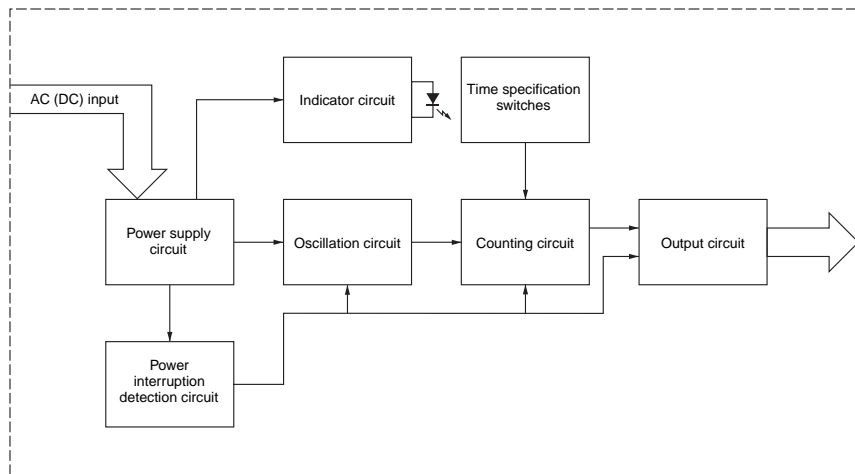 AC (DC) input
Indicator circuit
Time specification
switches
Power supply
circuit
Oscillation circuit
Counting circuit
Output circuit
Power
interruption
detection circuit